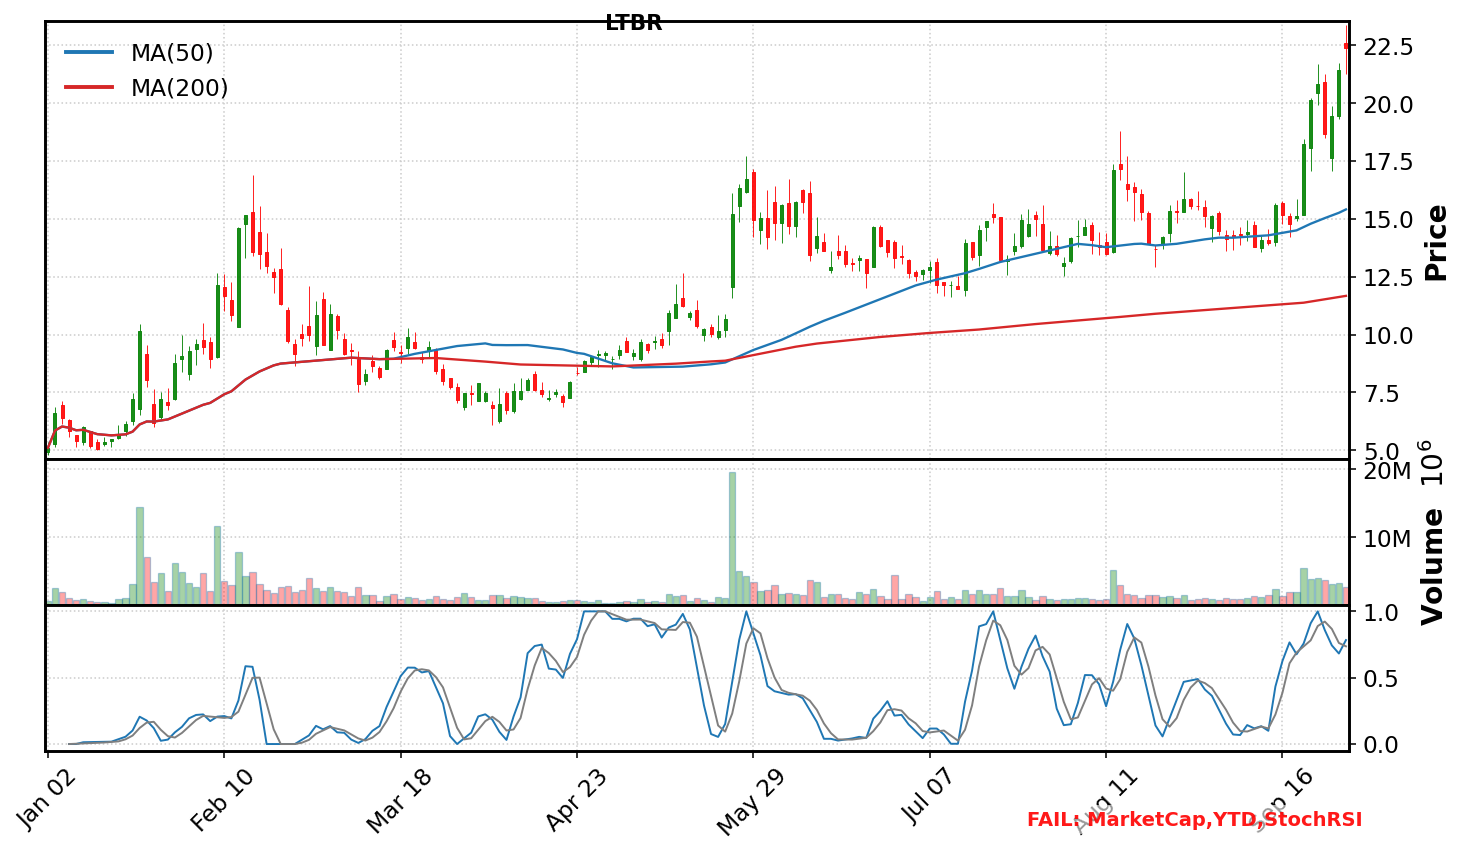 LTBR
MA(50)
MA(200)
22.5
20.0
17.5
15.0
12.5
10.0
7.5
5.0
Price
20M
10M
Volume 10^6
1.0
0.5
0.0
Jan 02
Feb 10
Mar 18
Apr 23
May 29
Jul 07
Aug 11
Sep 16
FAIL: MarketCap,YTD,StochRSI